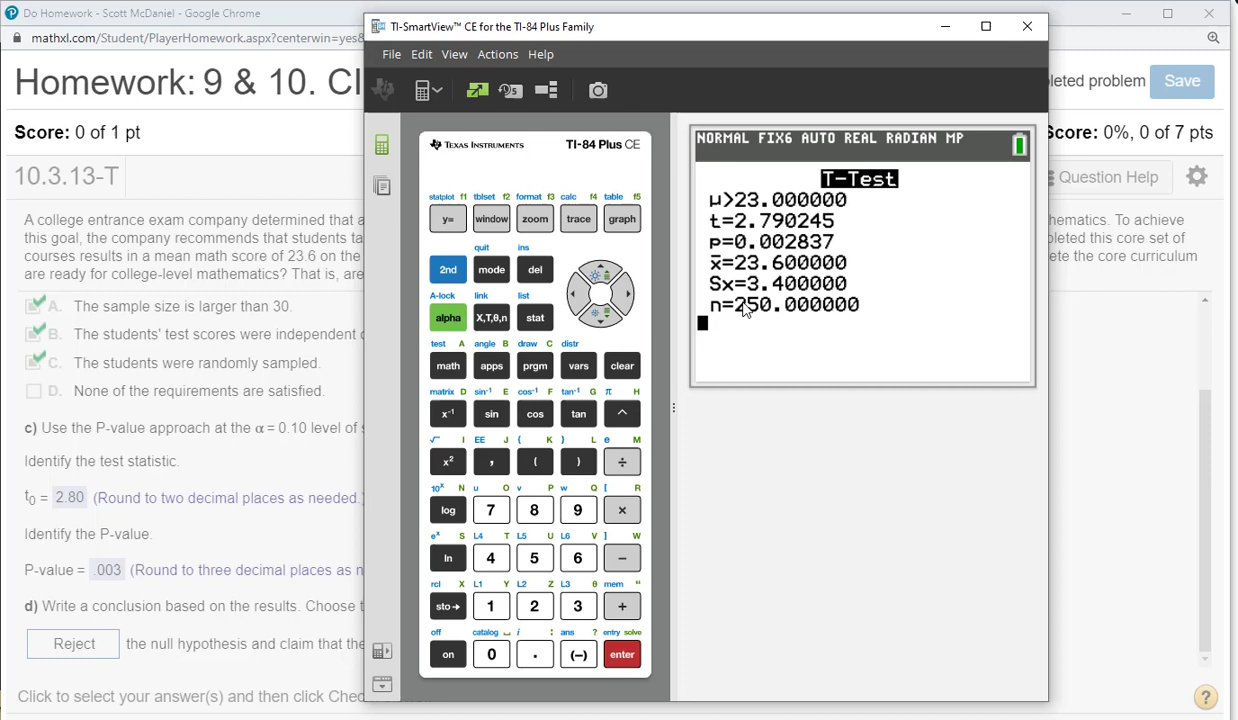 Do Homework - Scott McDaniel - Google Chrome
mathxl.com/Student/PlayerHomework.aspx?centerwin=yes&
Homework: 9 & 10. CI
pleted problem
Save
Score: 0 of 1 pt
Score: 0%, 0 of 7 pts
10.3.13-T
Question Help
A college entrance exam company determined that a
this goal, the company recommends that students ta
courses results in a mean math score of 23.6 on the
are ready for college-level mathematics? That is, are
hematics. To achieve
pleted this core set of
ete the core curriculum
A. The sample size is larger than 30.
B. The students' test scores were independent o
C. The students were randomly sampled.
D. None of the requirements are satisfied.
c) Use the P-value approach at the α = 0.10 level of s
Identify the test statistic.
t0 = 2.80 (Round to two decimal places as needed.)
Identify the P-value.
P-value = .003 (Round to three decimal places as n
d) Write a conclusion based on the results. Choose t
Reject the null hypothesis and claim that the
Click to select your answer(s) and then click Chec
?
TI-SmartView™ CE for the TI-84 Plus Family
File Edit View Actions Help
TEXAS INSTRUMENTS TI-84 Plus CE
statplot f1 tblset f2 format f3 calc f4 table f5
y= window zoom trace graph
quit ins
2nd mode del
A-lock link list
alpha X,T,θ,n stat
test A angle B draw C distr
math apps prgm vars clear
matrix D sin⁻¹ E cos⁻¹ F tan⁻¹ G π H
x⁻¹ sin cos tan ^
√ I EE J { K } L e M
x² , ( ) ÷
10ˣ N u O v P w Q [ R
log 7 8 9 ×
eˣ S L4 T L5 U L6 V ] W
ln 4 5 6 −
rcl X L1 Y L2 Z L3 θ mem "
sto→ 1 2 3 +
off catalog ⎵ i : ans ? entry solve
on 0 . (−) enter
NORMAL FIX6 AUTO REAL RADIAN MP
T-Test
μ>23.000000
t=2.790245
p=0.002837
x̄=23.600000
Sx=3.400000
n=250.000000